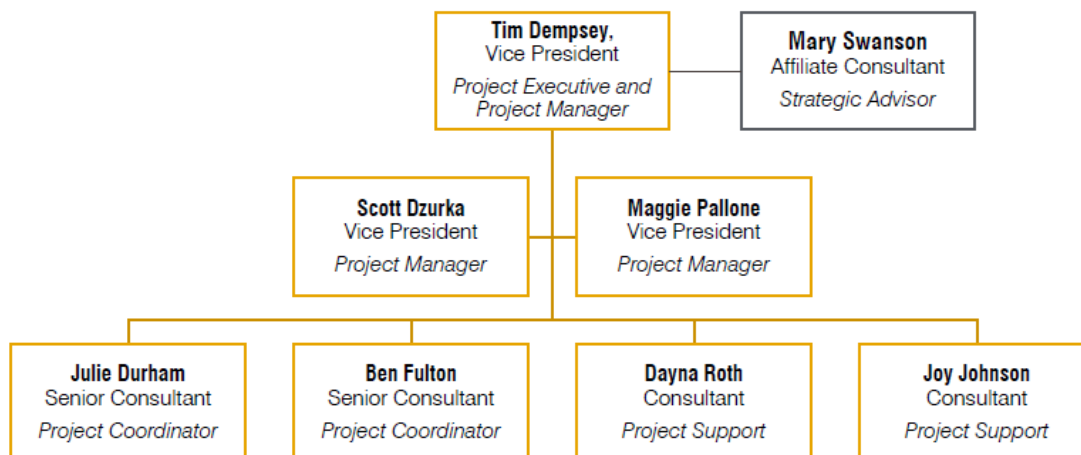 Tim Dempsey,
Vice President
Project Executive and
Project Manager
Mary Swanson
Affiliate Consultant
Strategic Advisor
Scott Dzurka
Vice President
Project Manager
Maggie Pallone
Vice President
Project Manager
Julie Durham
Senior Consultant
Project Coordinator
Ben Fulton
Senior Consultant
Project Coordinator
Dayna Roth
Consultant
Project Support
Joy Johnson
Consultant
Project Support